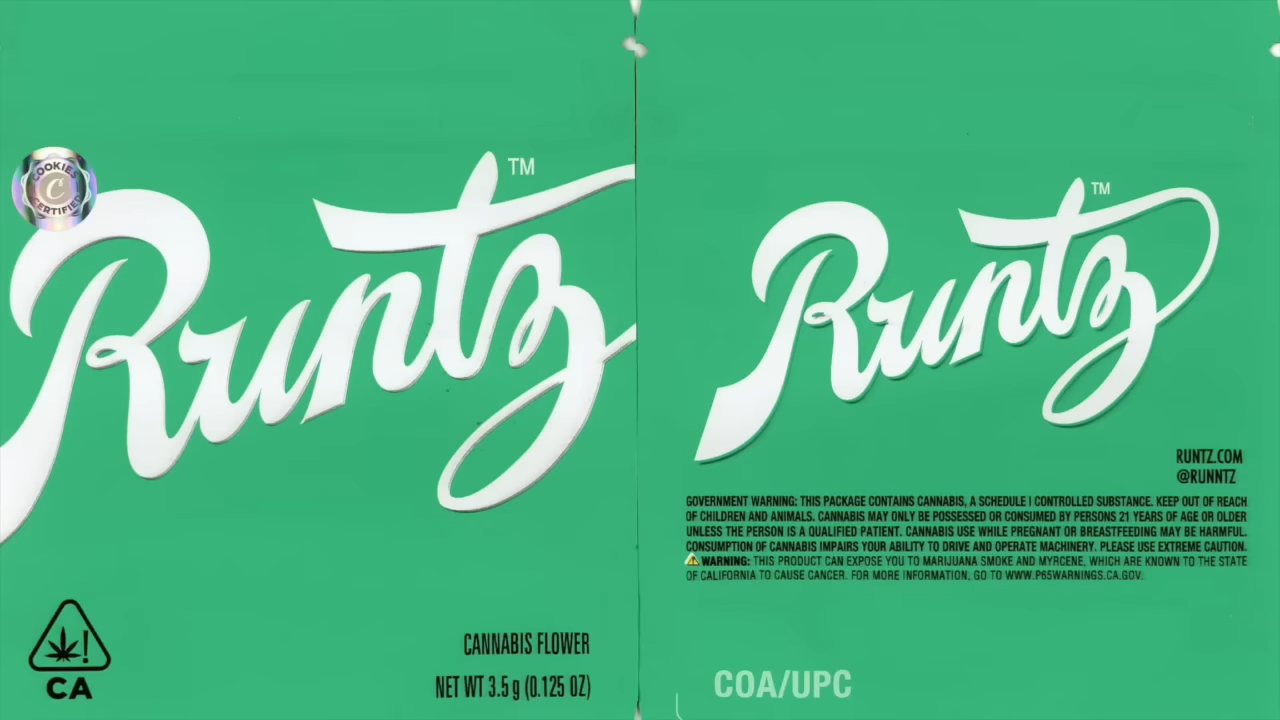 COOKIES
C
CERTIFIED
Runtz™
CANNABIS FLOWER
NET WT 3.5 g (0.125 OZ)
CA
Runtz™
RUNTZ.COM
@RUNNTZ
GOVERNMENT WARNING: THIS PACKAGE CONTAINS CANNABIS, A SCHEDULE I CONTROLLED SUBSTANCE. KEEP OUT OF REACH
OF CHILDREN AND ANIMALS. CANNABIS MAY ONLY BE POSSESSED OR CONSUMED BY PERSONS 21 YEARS OF AGE OR OLDER
UNLESS THE PERSON IS A QUALIFIED PATIENT. CANNABIS USE WHILE PREGNANT OR BREASTFEEDING MAY BE HARMFUL.
CONSUMPTION OF CANNABIS IMPAIRS YOUR ABILITY TO DRIVE AND OPERATE MACHINERY. PLEASE USE EXTREME CAUTION.
WARNING: THIS PRODUCT CAN EXPOSE YOU TO MARIJUANA SMOKE AND MYRCENE, WHICH ARE KNOWN TO THE STATE
OF CALIFORNIA TO CAUSE CANCER. FOR MORE INFORMATION, GO TO WWW.P65WARNINGS.CA.GOV.
COA/UPC